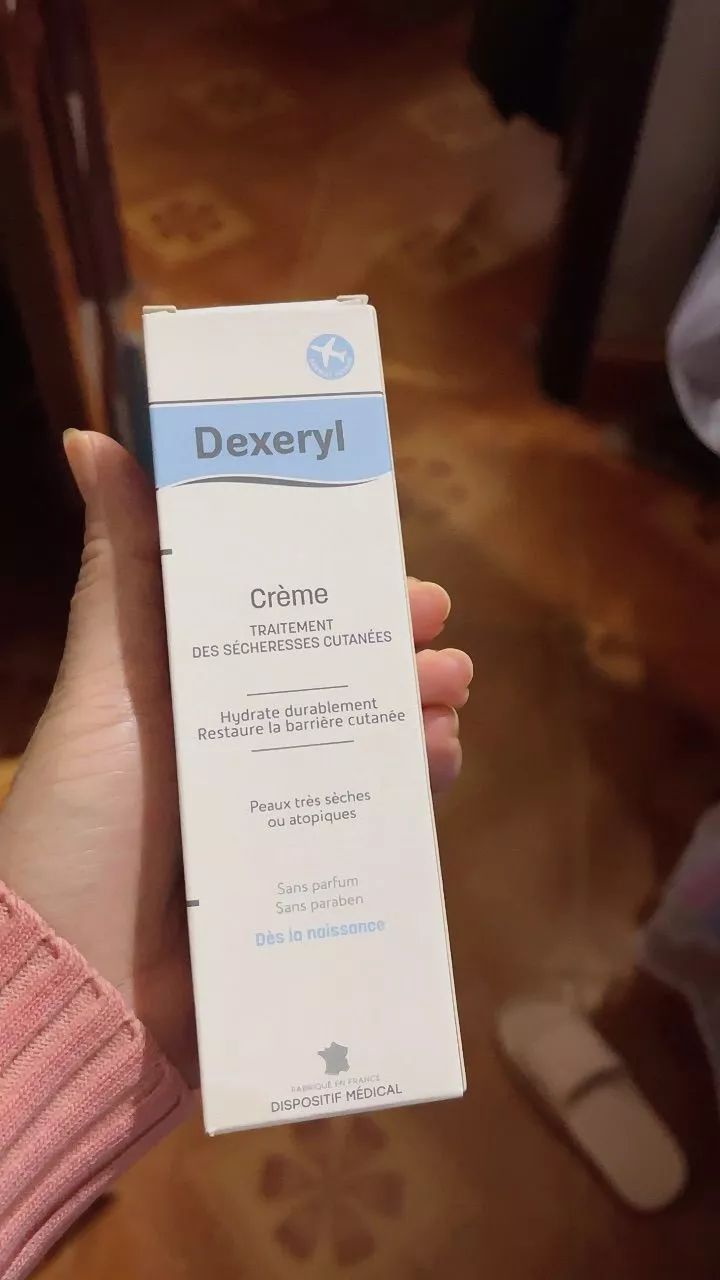 Dexeryl
Crème
TRAITEMENT
DES SÉCHERESSES CUTANÉES
Hydrate durablement
Restaure la barrière cutanée
Peaux très sèches
ou atopiques
Sans parfum
Sans paraben
Dès la naissance
FABRIQUÉ EN FRANCE
DISPOSITIF MÉDICAL